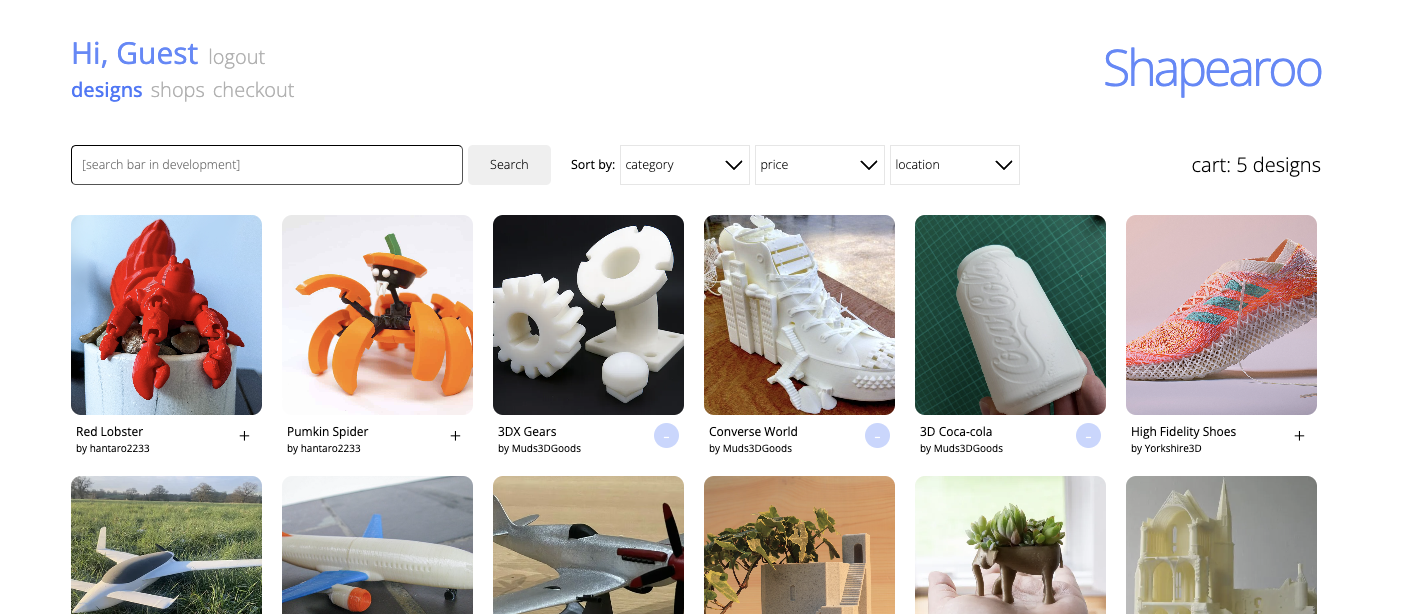 Hi, Guest logout
Shapearoo
designs shops checkout
[search bar in development] Search Sort by: category price location cart: 5 designs
Coca-Cola
Red Lobster +
by hantaro2233
Pumkin Spider +
by hantaro2233
3DX Gears -
by Muds3DGoods
Converse World -
by Muds3DGoods
3D Coca-cola -
by Muds3DGoods
High Fidelity Shoes +
by Yorkshire3D